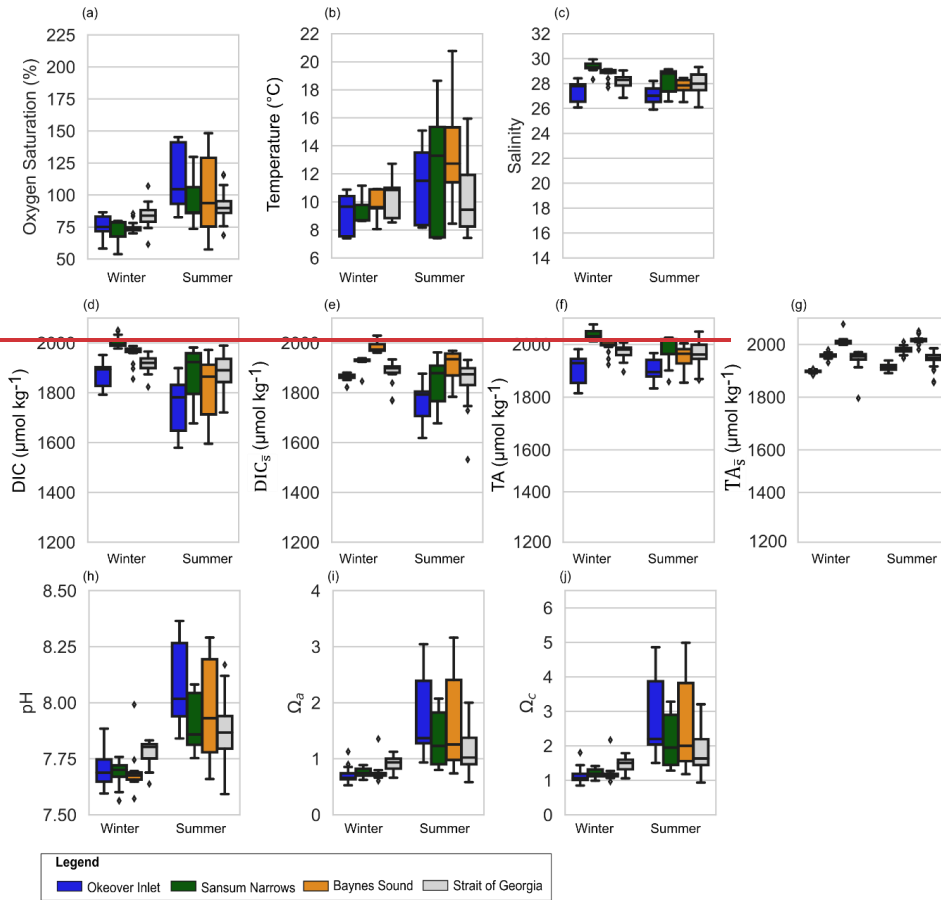 (a)
(b)
(c)
225
200
175
150
125
100
75
50
Oxygen Saturation (%)
Winter
Summer
22
20
18
16
14
12
10
8
6
Temperature (°C)
Winter
Summer
32
30
28
26
24
22
20
18
16
14
Salinity
Winter
Summer
(d)
(e)
(f)
(g)
2000
1800
1600
1400
1200
DIC (μmol kg⁻¹)
Winter
Summer
2000
1800
1600
1400
1200
DIC_s̅ (μmol kg⁻¹)
Winter
Summer
2000
1800
1600
1400
1200
TA (μmol kg⁻¹)
Winter
Summer
2000
1800
1600
1400
1200
TA_s̅ (μmol kg⁻¹)
Winter
Summer
(h)
(i)
(j)
8.50
8.25
8.00
7.75
7.50
pH
Winter
Summer
4
3
2
1
0
Ωa
Winter
Summer
6
5
4
3
2
1
0
Ωc
Winter
Summer
Legend
Okeover Inlet
Sansum Narrows
Baynes Sound
Strait of Georgia